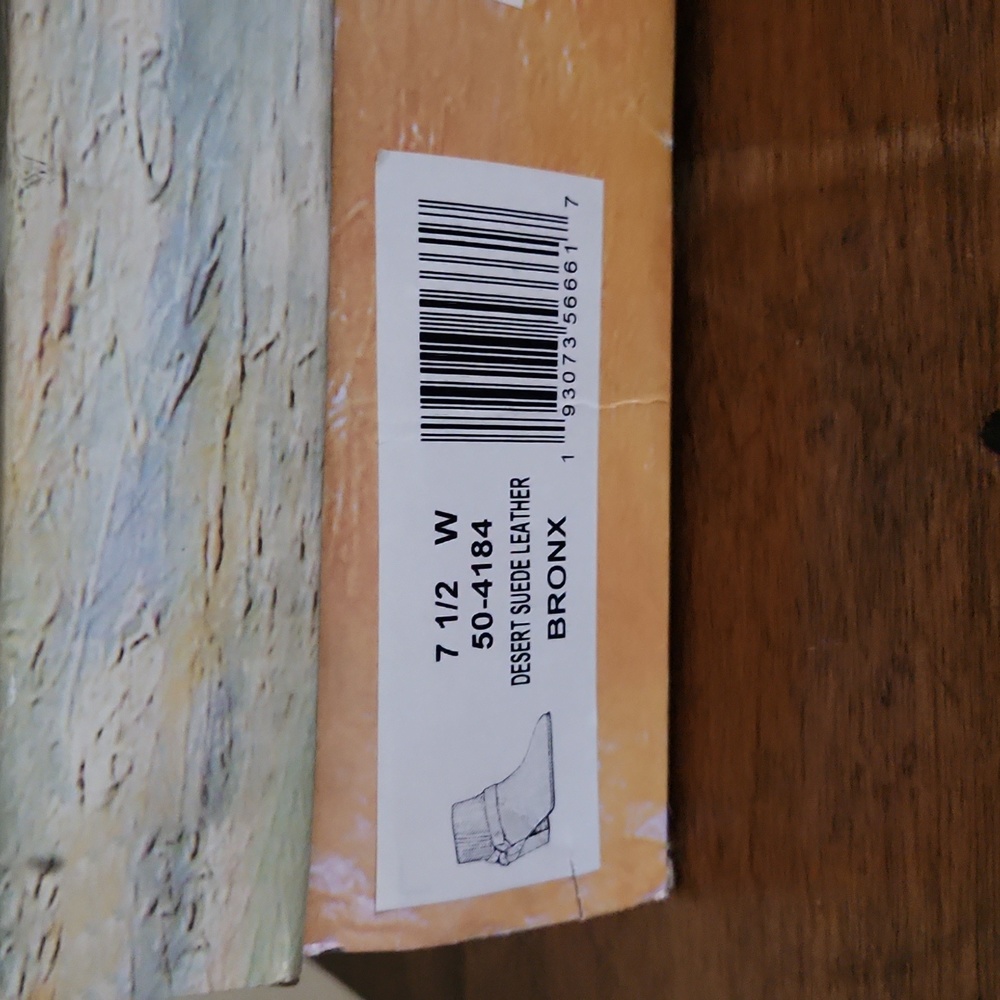 7 1/2 W
50-4184
DESERT SUEDE LEATHER
BRONX
1 93073 56661 7